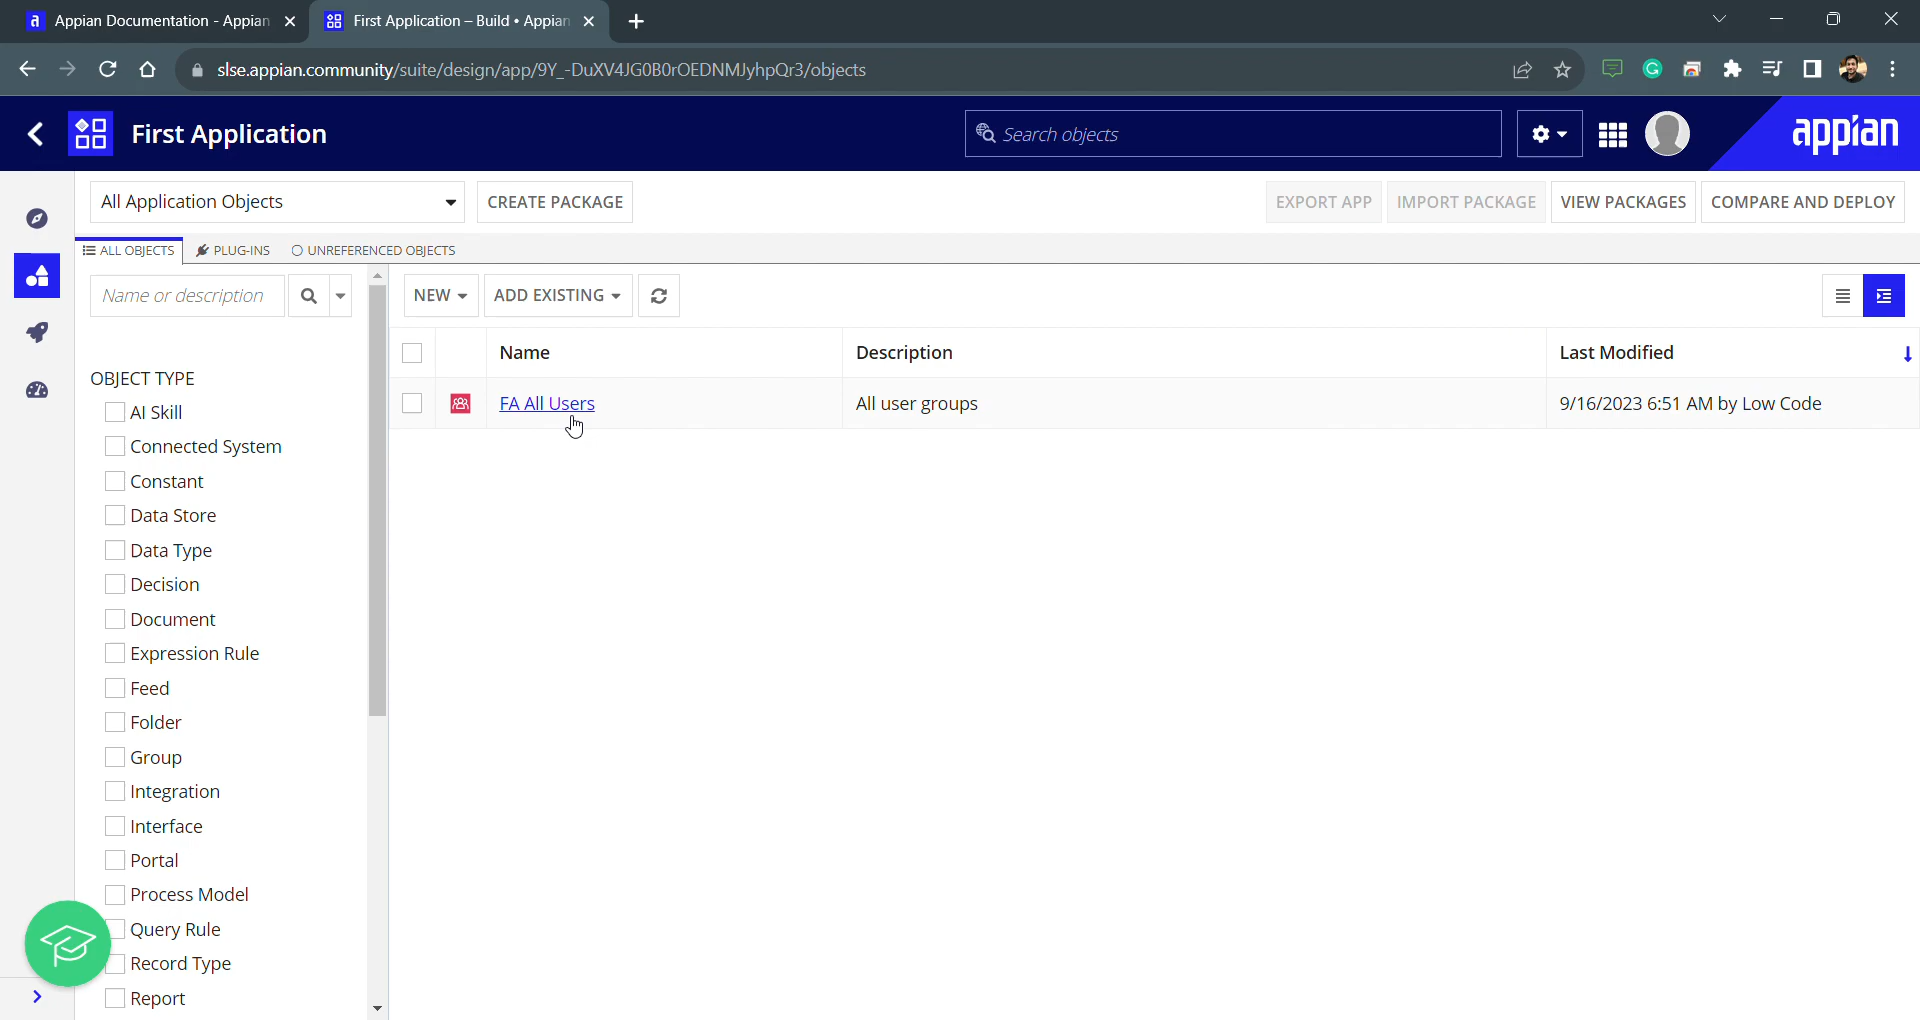 Appian Documentation - Appian
First Application – Build • Appian
slse.appian.community/suite/design/app/9Y_-DuXV4JG0B0rOEDNMJyhpQr3/objects
First Application
Search objects
appian
All Application Objects
CREATE PACKAGE
EXPORT APP
IMPORT PACKAGE
VIEW PACKAGES
COMPARE AND DEPLOY
ALL OBJECTS
PLUG-INS
UNREFERENCED OBJECTS
Name or description
NEW
ADD EXISTING
Name
Description
Last Modified
FA All Users
All user groups
9/16/2023 6:51 AM by Low Code
OBJECT TYPE
AI Skill
Connected System
Constant
Data Store
Data Type
Decision
Document
Expression Rule
Feed
Folder
Group
Integration
Interface
Portal
Process Model
Query Rule
Record Type
Report